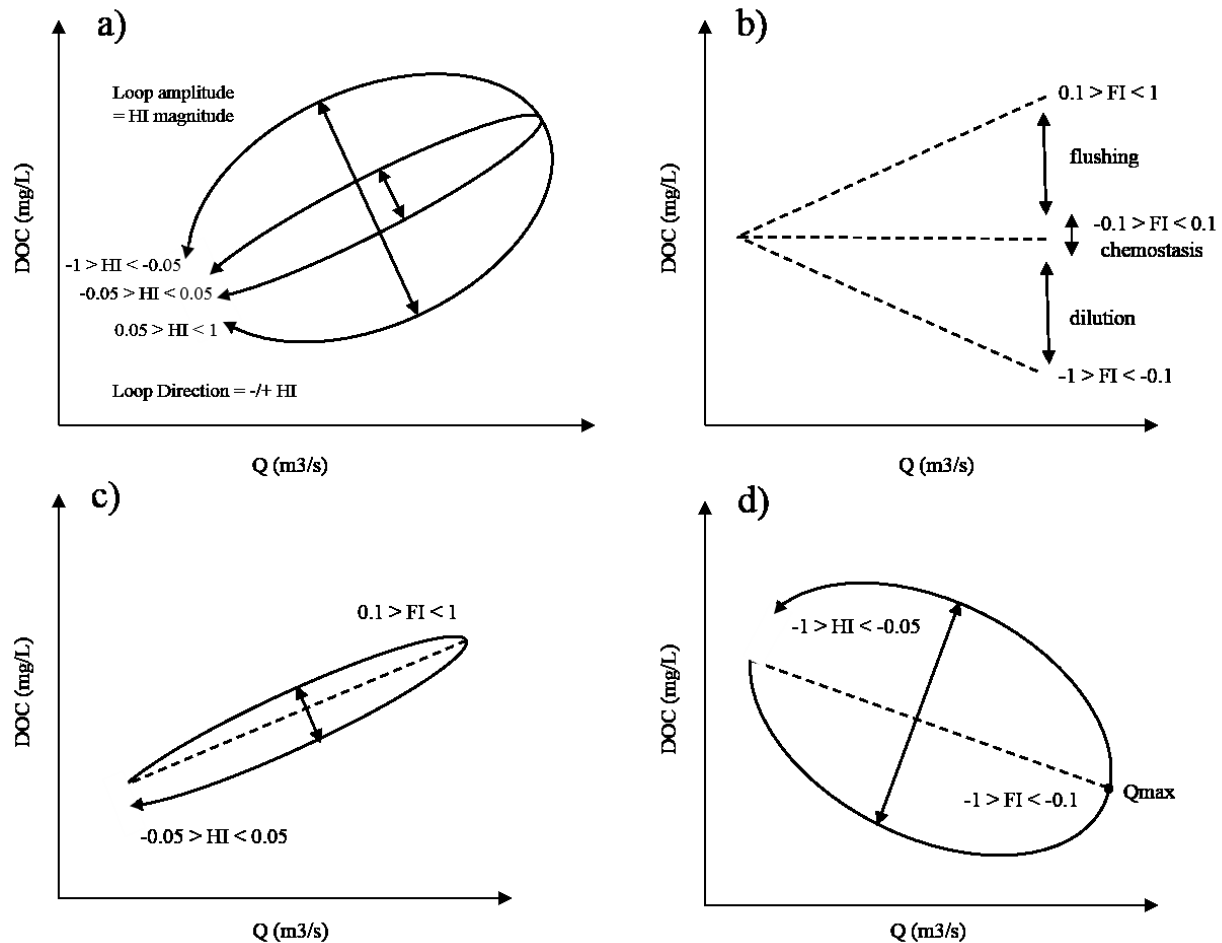 a)
Loop amplitude
= HI magnitude
DOC (mg/L)
-1 > HI < -0.05
-0.05 > HI < 0.05
0.05 > HI < 1
Loop Direction = -/+ HI
Q (m3/s)
b)
0.1 > FI < 1
flushing
-0.1 > FI < 0.1
chemostasis
DOC (mg/L)
dilution
-1 > FI < -0.1
Q (m3/s)
c)
0.1 > FI < 1
DOC (mg/L)
-0.05 > HI < 0.05
Q (m3/s)
d)
-1 > HI < -0.05
DOC (mg/L)
-1 > FI < -0.1
Qmax
Q (m3/s)